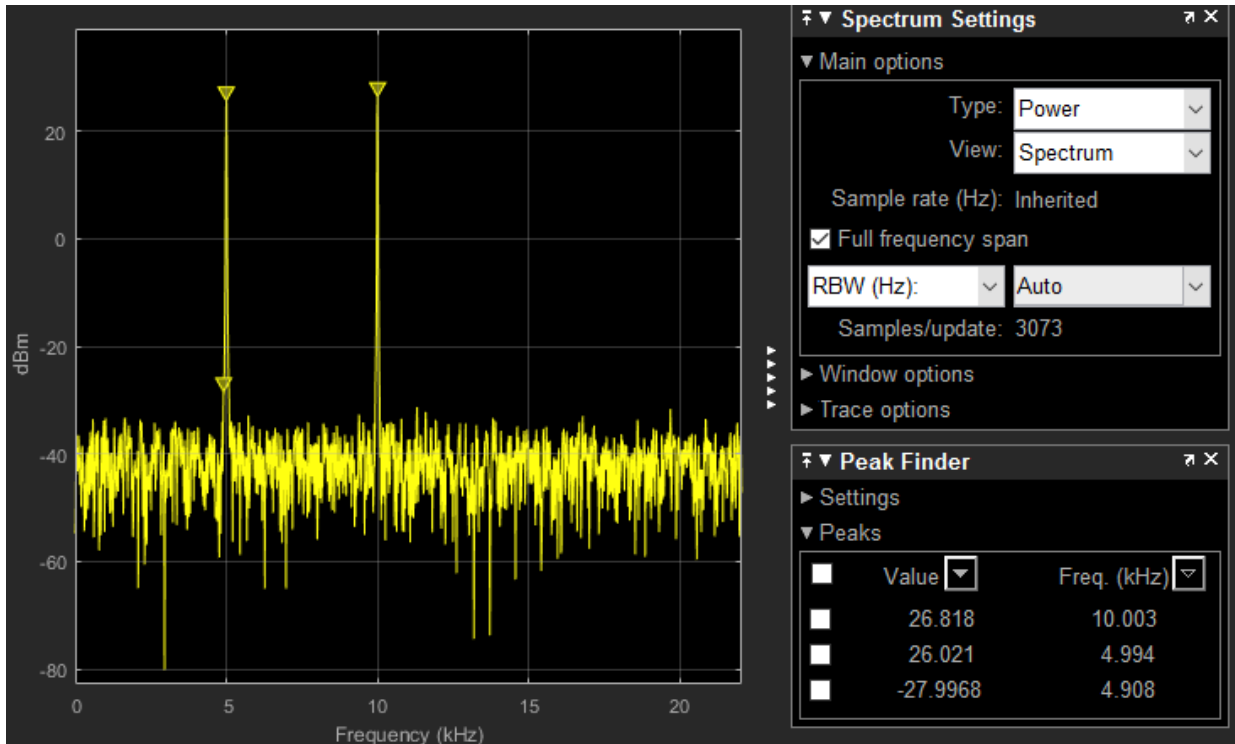 20
0
-20
-40
-60
-80
dBm
0 5 10 15 20
Frequency (kHz)
Spectrum Settings
Main options
Type: Power
View: Spectrum
Sample rate (Hz): Inherited
Full frequency span
RBW (Hz): Auto
Samples/update: 3073
Window options
Trace options
Peak Finder
Settings
Peaks
Value Freq. (kHz)
26.818 10.003
26.021 4.994
-27.9968 4.908